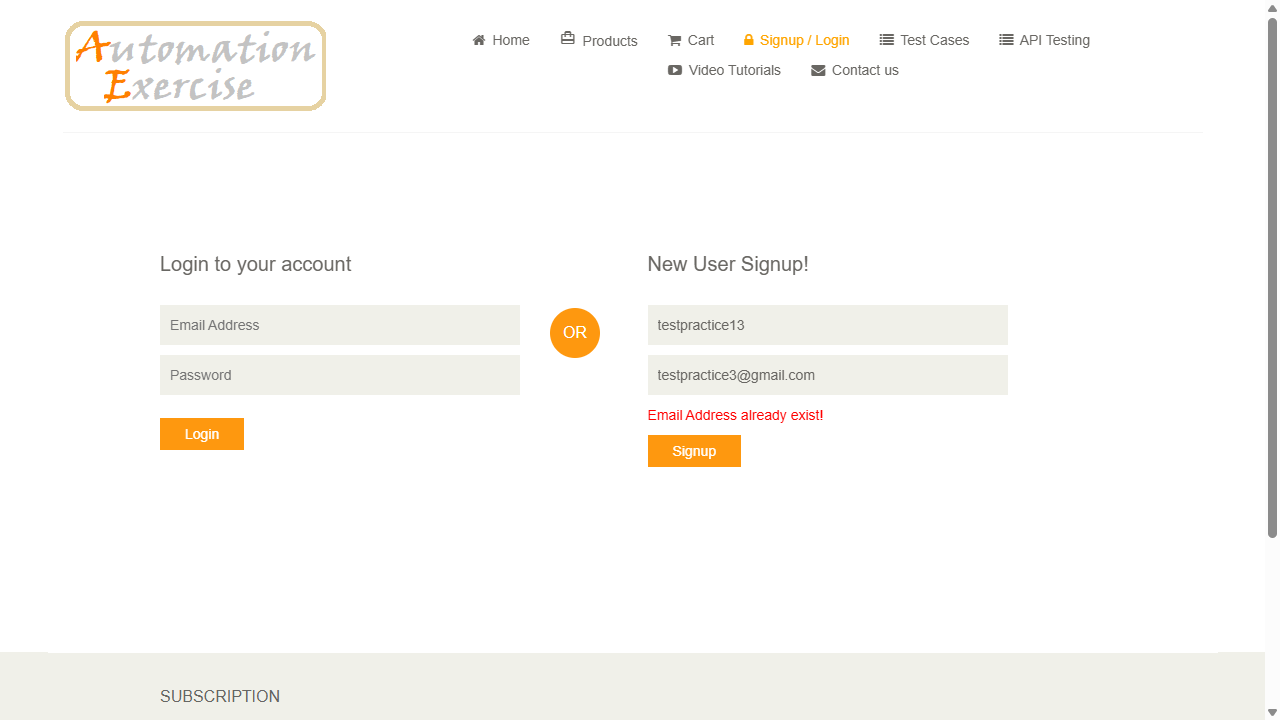 Automation
Exercise
Home
Products
Cart
Signup / Login
Test Cases
API Testing
Video Tutorials
Contact us
Login to your account
Email Address
Password
Login
OR
New User Signup!
testpractice13
testpractice3@gmail.com
Email Address already exist!
Signup
SUBSCRIPTION